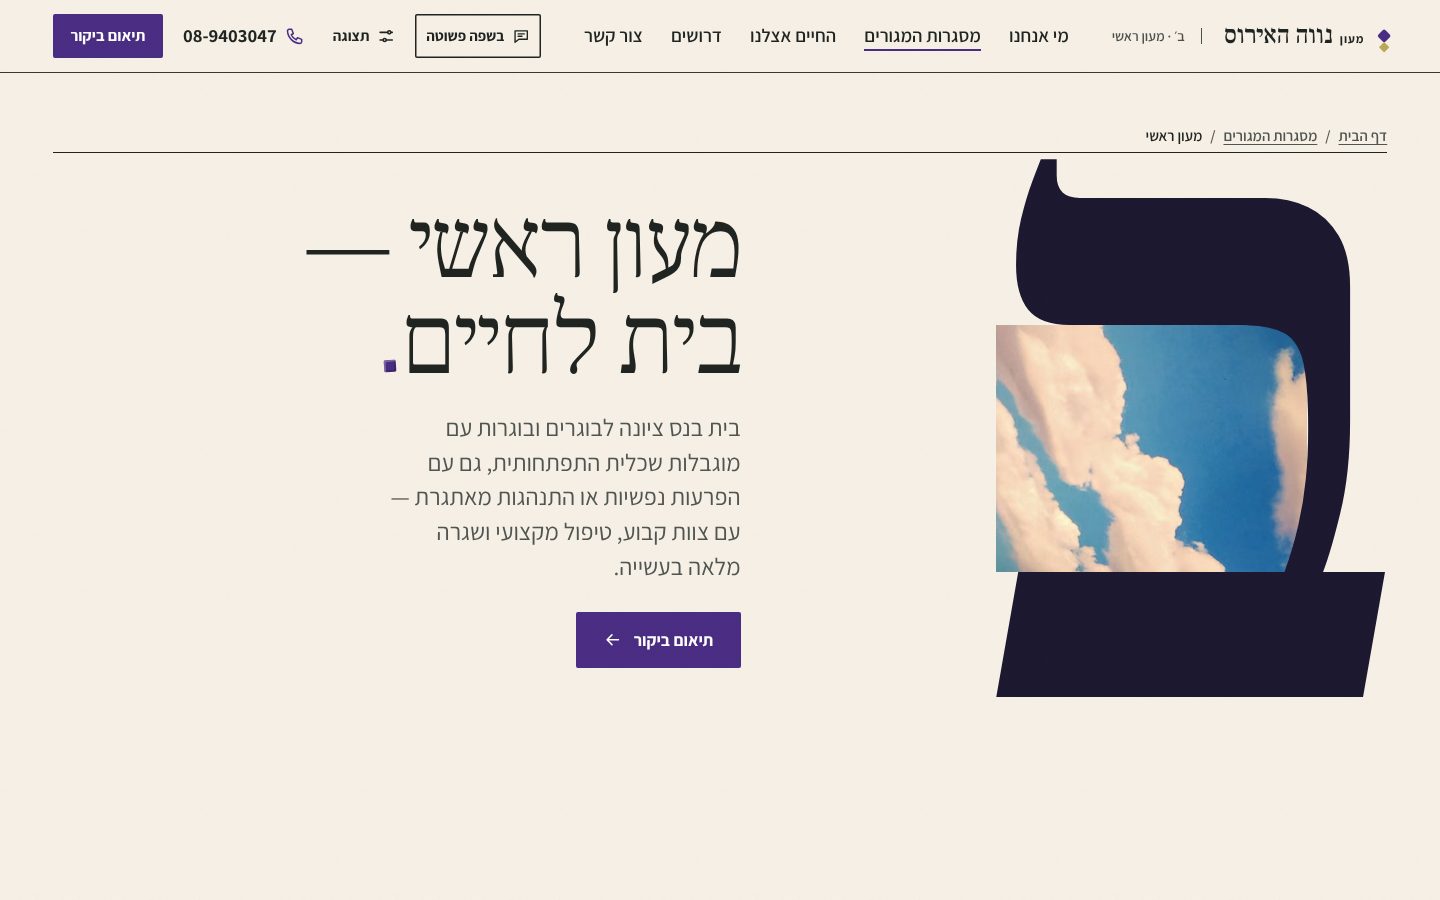 מעון נווה האירוס | ב׳ · מעון ראשי
מי אנחנו
מסגרות המגורים
החיים אצלנו
דרושים
צור קשר
בשפה פשוטה
תצוגה
08-9403047
תיאום ביקור
דף הבית / מסגרות המגורים / מעון ראשי
ב
מעון ראשי —
בית לחיים.
בית בנס ציונה לבוגרים ובוגרות עם
מוגבלות שכלית התפתחותית, גם עם
הפרעות נפשיות או התנהגות מאתגרת —
עם צוות קבוע, טיפול מקצועי ושגרה
מלאה בעשייה.
תיאום ביקור ←